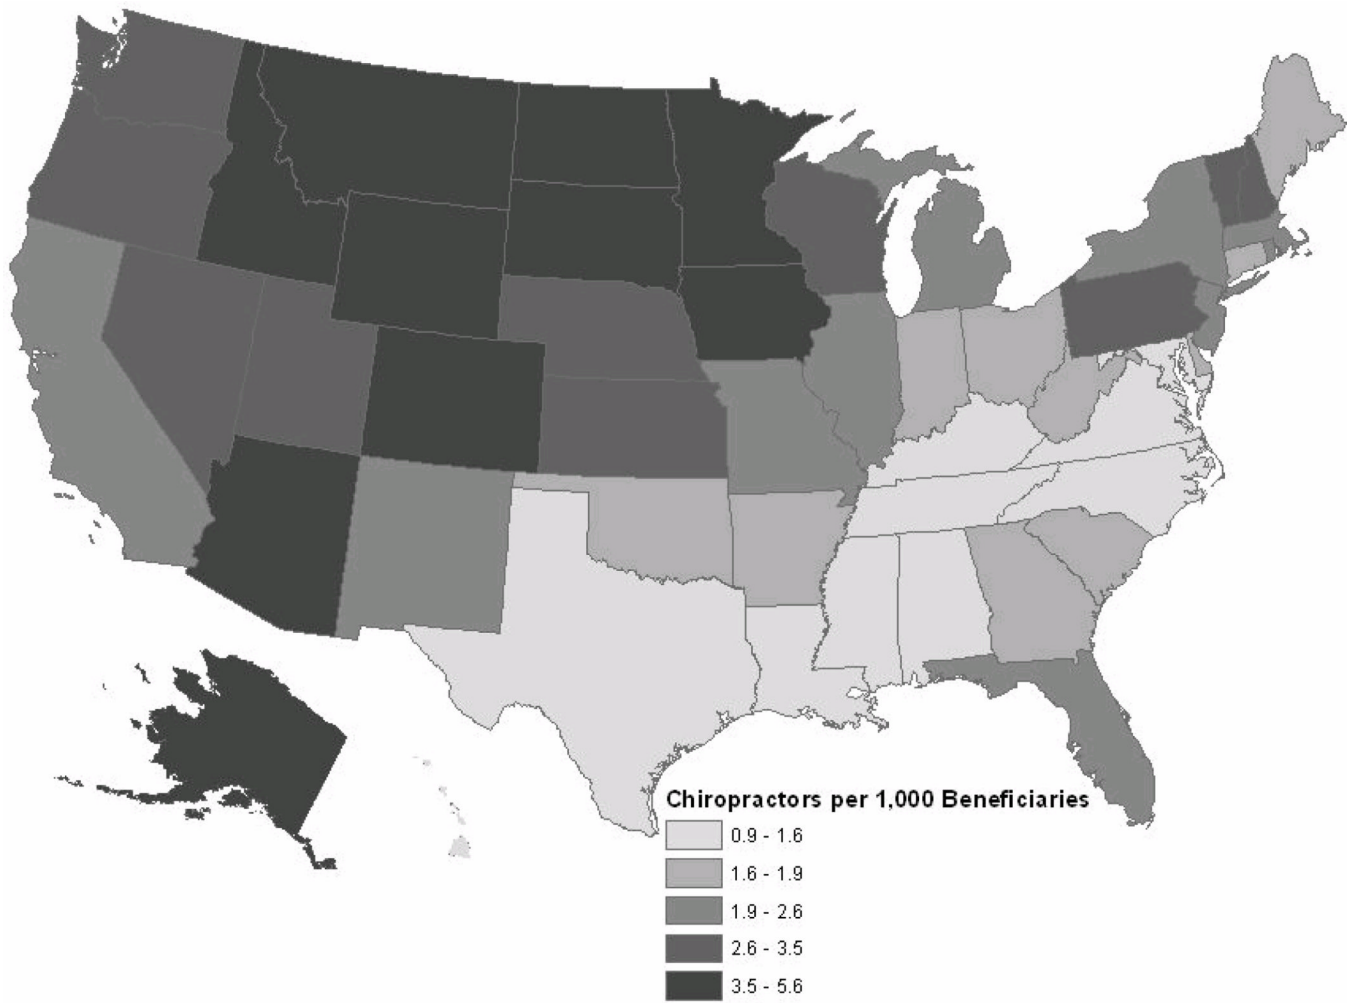 Chiropractors per 1,000 Beneficiaries
0.9 - 1.6
1.6 - 1.9
1.9 - 2.6
2.6 - 3.5
3.5 - 5.6